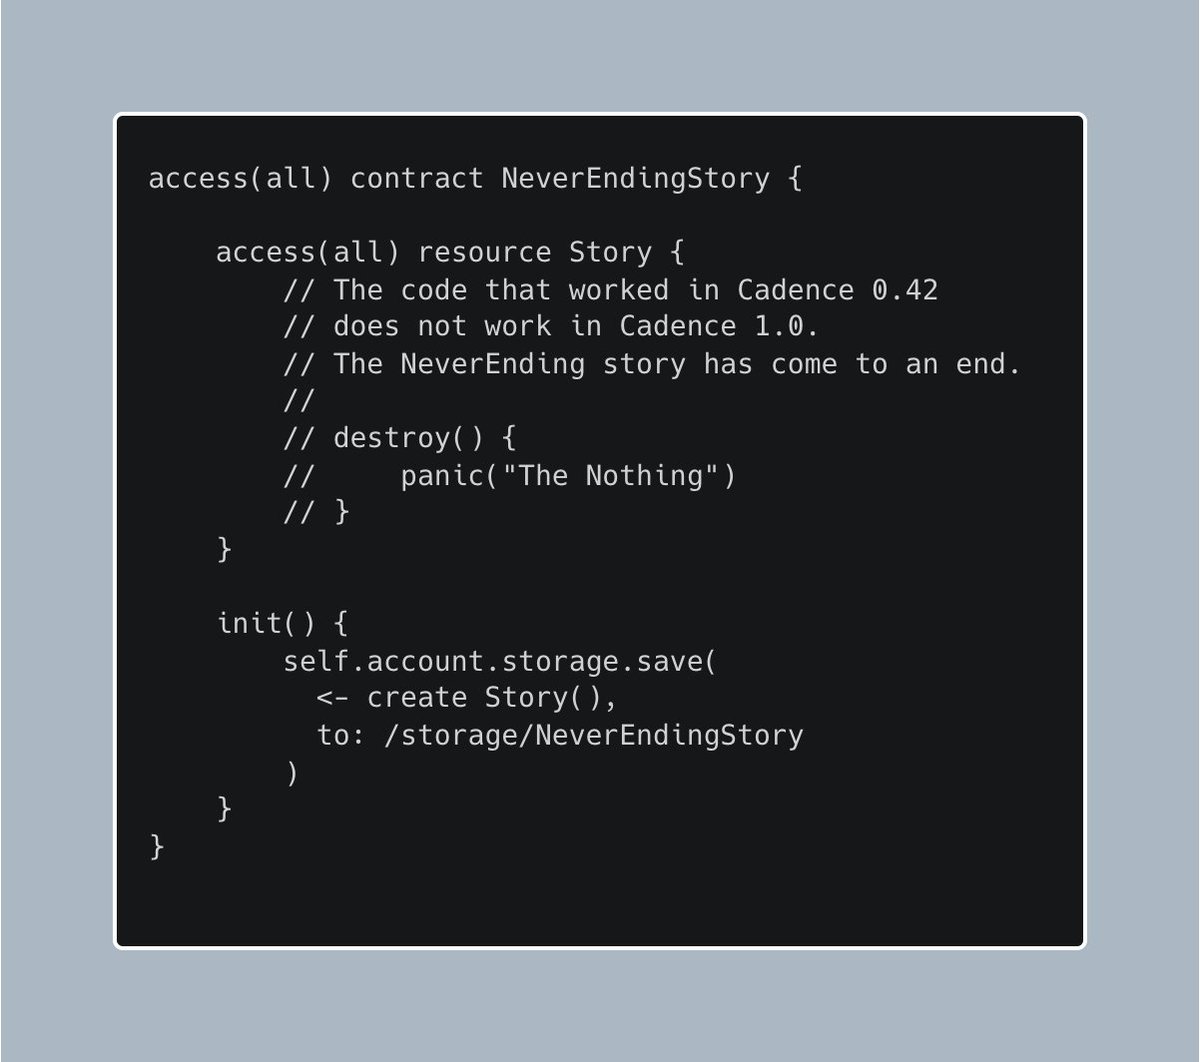 access(all) contract NeverEndingStory {
    access(all) resource Story {
        // The code that worked in Cadence 0.42
        // does not work in Cadence 1.0.
        // The NeverEnding story has come to an end.
        //
        // destroy() {
        //     panic("The Nothing")
        // }
    }
    init() {
        self.account.storage.save(
          <- create Story(),
          to: /storage/NeverEndingStory
        )
    }
}